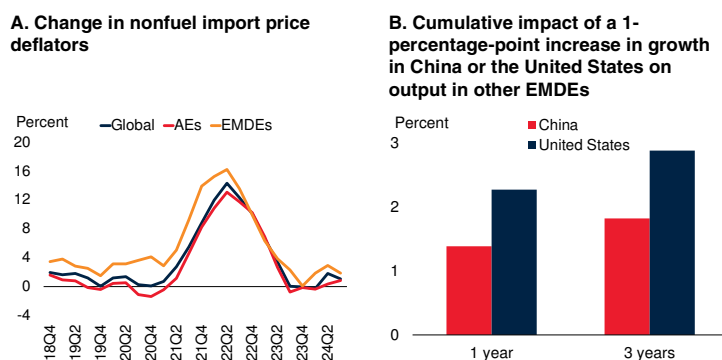 A. Change in nonfuel import price
deflators
Percent
Global AEs EMDEs
20
16
12
8
4
0
-4
18Q4 19Q2 19Q4 20Q2 20Q4 21Q2 21Q4 22Q2 22Q4 23Q2 23Q4 24Q2
B. Cumulative impact of a 1-
percentage-point increase in growth
in China or the United States on
output in other EMDEs
Percent
China
United States
3
2
1
0
1 year 3 years